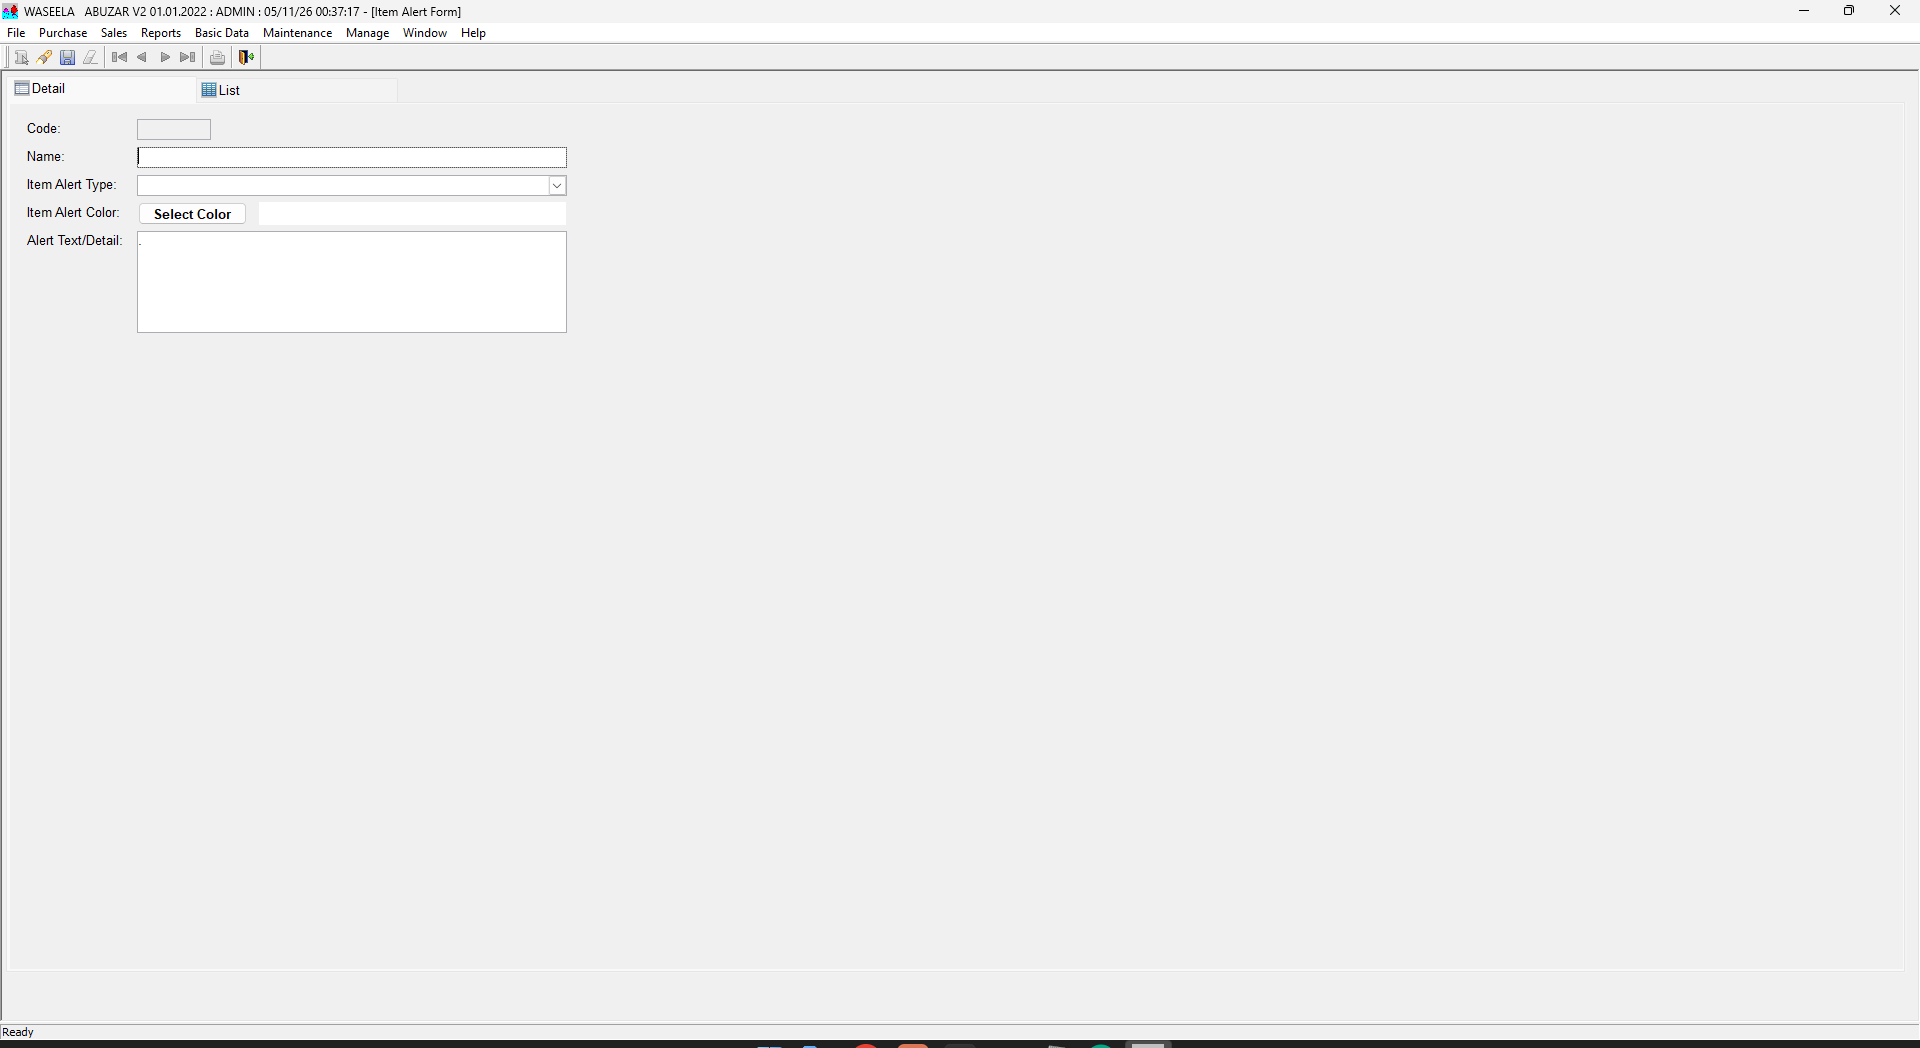 WASEELA   ABUZAR V2 01.01.2022 : ADMIN : 05/11/26 00:37:17 - [Item Alert Form]
File Purchase Sales Reports Basic Data Maintenance Manage Window Help
Detail List
Code:
Name:
Item Alert Type:
Item Alert Color: Select Color
Alert Text/Detail: .
Ready